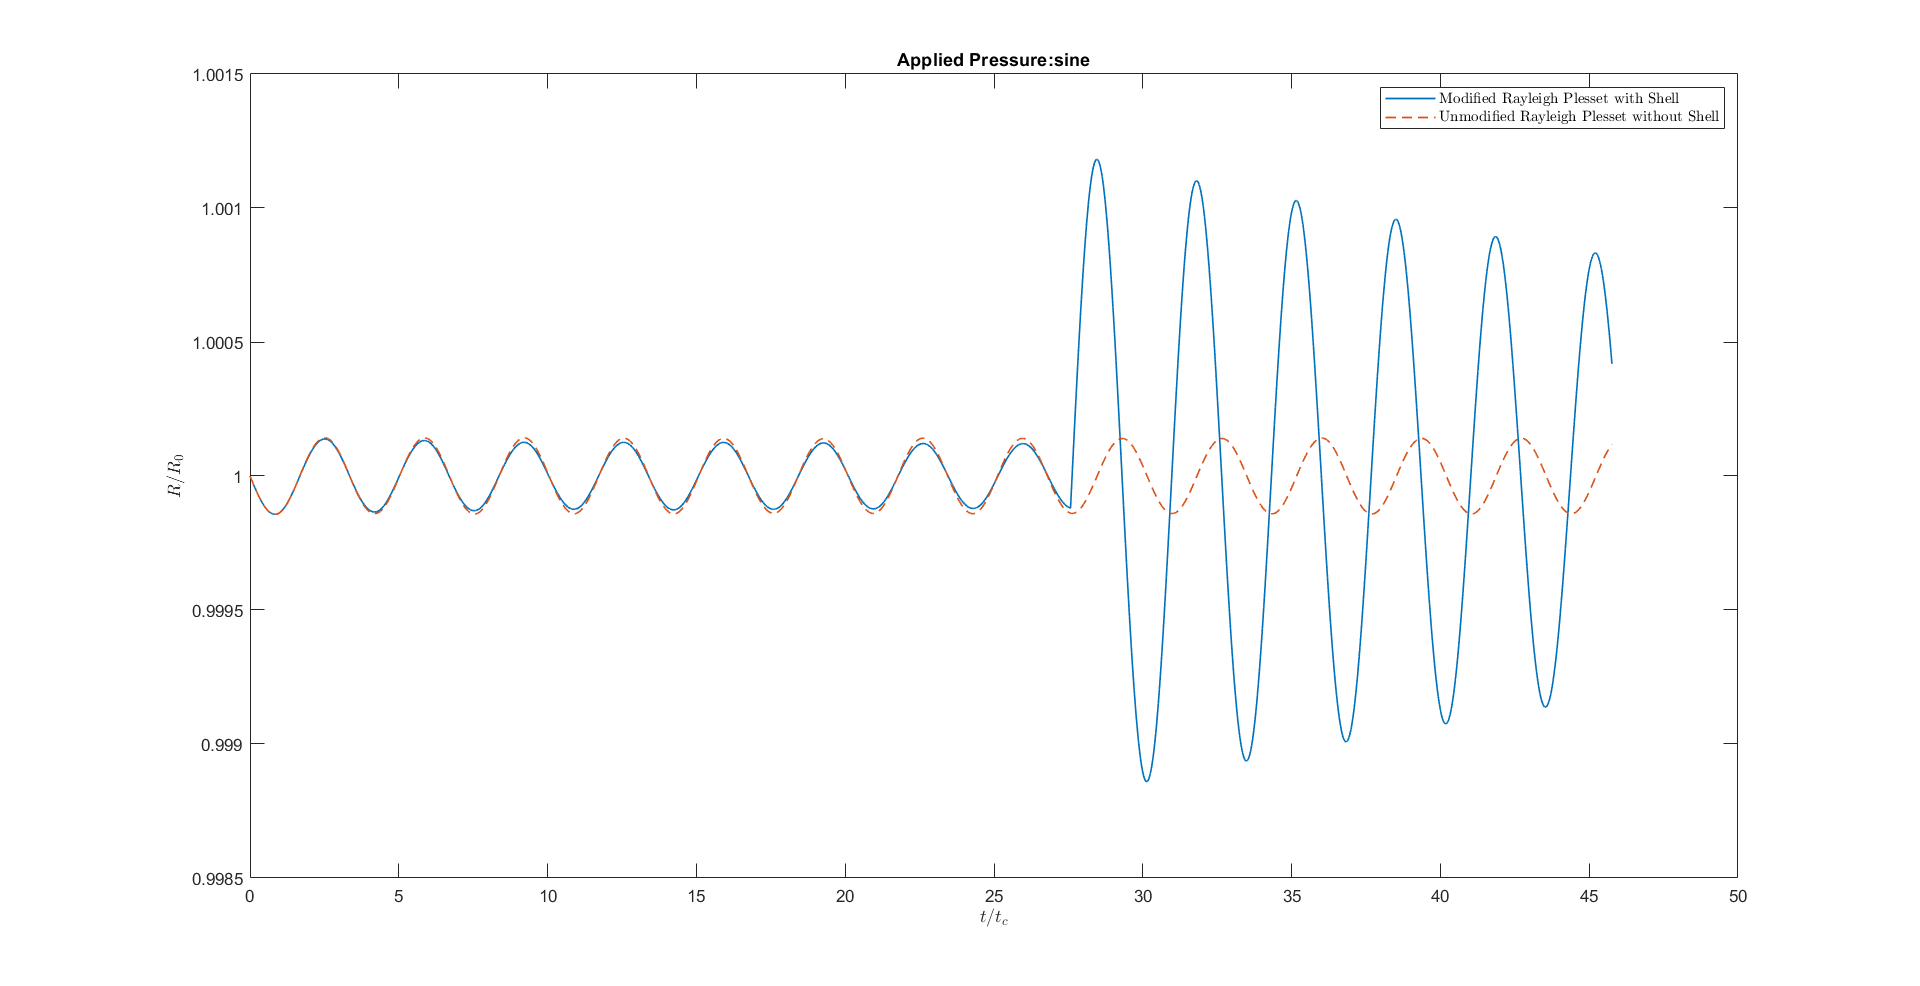 Applied Pressure:sine
1.0015
Modified Rayleigh Plesset with Shell
Unmodified Rayleigh Plesset without Shell
1.001
1.0005
R/R₀
1
0.9995
0.999
0.9985
0 5 10 15 20 25 30 35 40 45 50
t/t_c